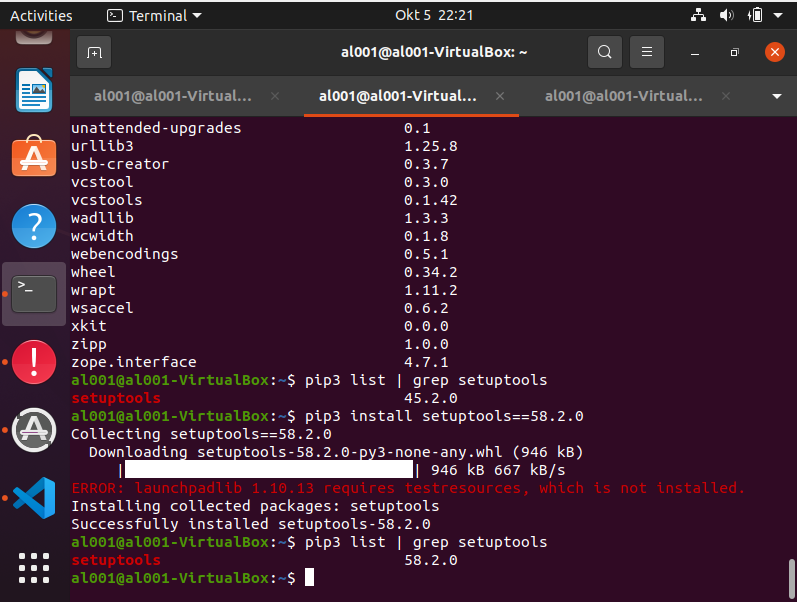 Activities Terminal Okt 5 22:21
al001@al001-VirtualBox: ~
al001@al001-Virtual... al001@al001-Virtual... al001@al001-Virtual...
unattended-upgrades 0.1
urllib3 1.25.8
usb-creator 0.3.7
vcstool 0.3.0
vcstools 0.1.42
wadllib 1.3.3
wcwidth 0.1.8
webencodings 0.5.1
wheel 0.34.2
wrapt 1.11.2
wsaccel 0.6.2
xkit 0.0.0
zipp 1.0.0
zope.interface 4.7.1
al001@al001-VirtualBox:~$ pip3 list | grep setuptools
setuptools 45.2.0
al001@al001-VirtualBox:~$ pip3 install setuptools==58.2.0
Collecting setuptools==58.2.0
Downloading setuptools-58.2.0-py3-none-any.whl (946 kB)
| | 946 kB 667 kB/s
ERROR: launchpadlib 1.10.13 requires testresources, which is not installed.
Installing collected packages: setuptools
Successfully installed setuptools-58.2.0
al001@al001-VirtualBox:~$ pip3 list | grep setuptools
setuptools 58.2.0
al001@al001-VirtualBox:~$